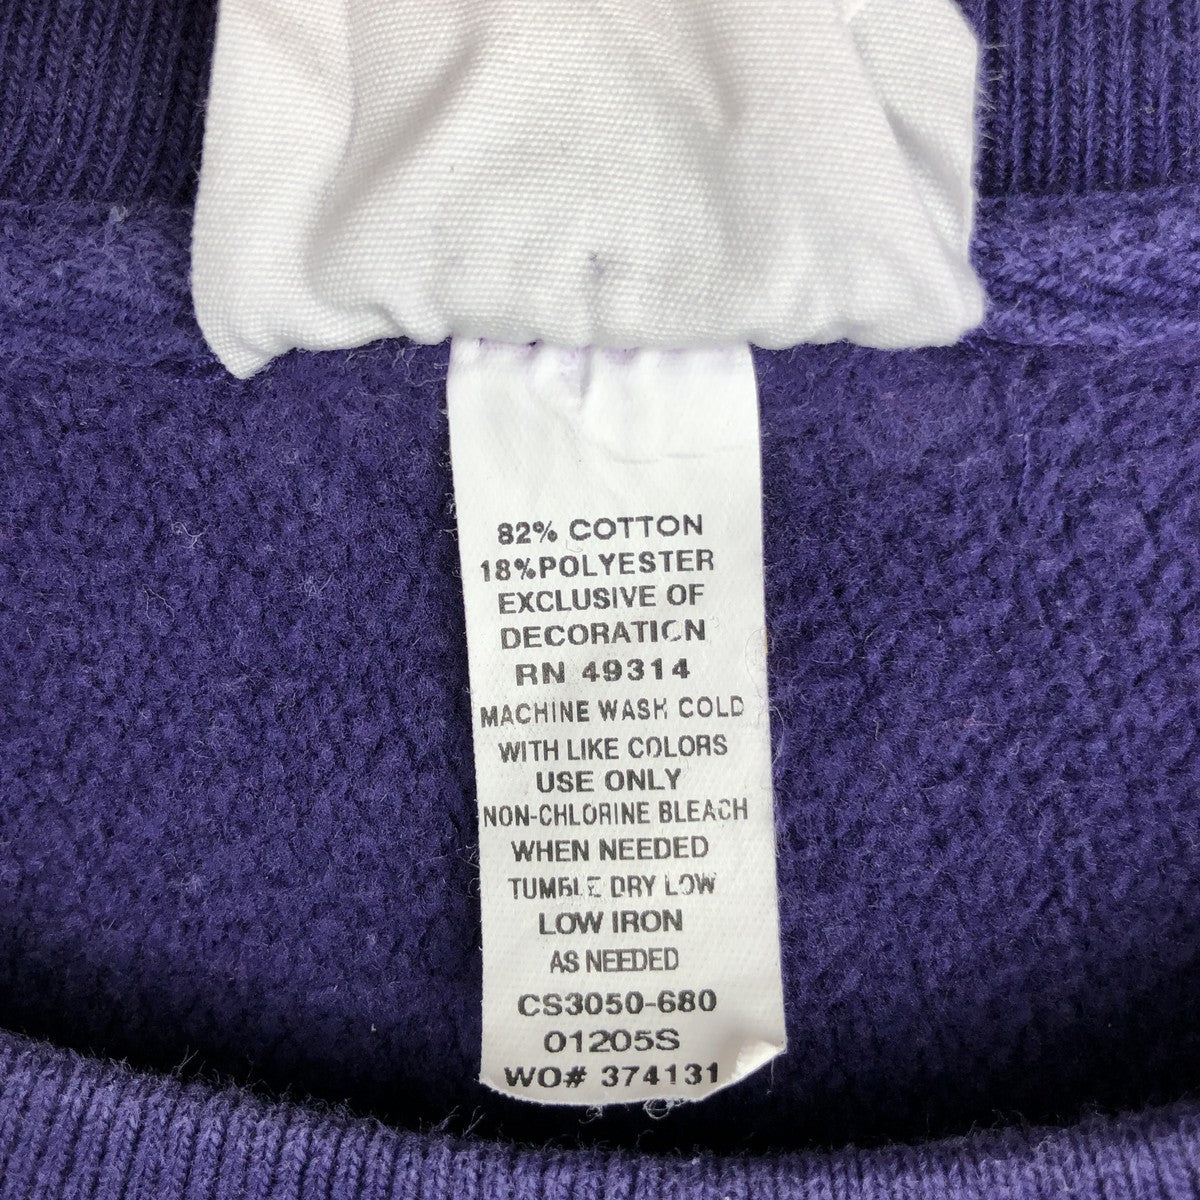 82% COTTON
18%POLYESTER
EXCLUSIVE OF
DECORATION
RN 49314
MACHINE WASH COLD
WITH LIKE COLORS
USE ONLY
NON-CHLORINE BLEACH
WHEN NEEDED
TUMBLE DRY LOW
LOW IRON
AS NEEDED
CS3050-680
01205S
WO# 374131